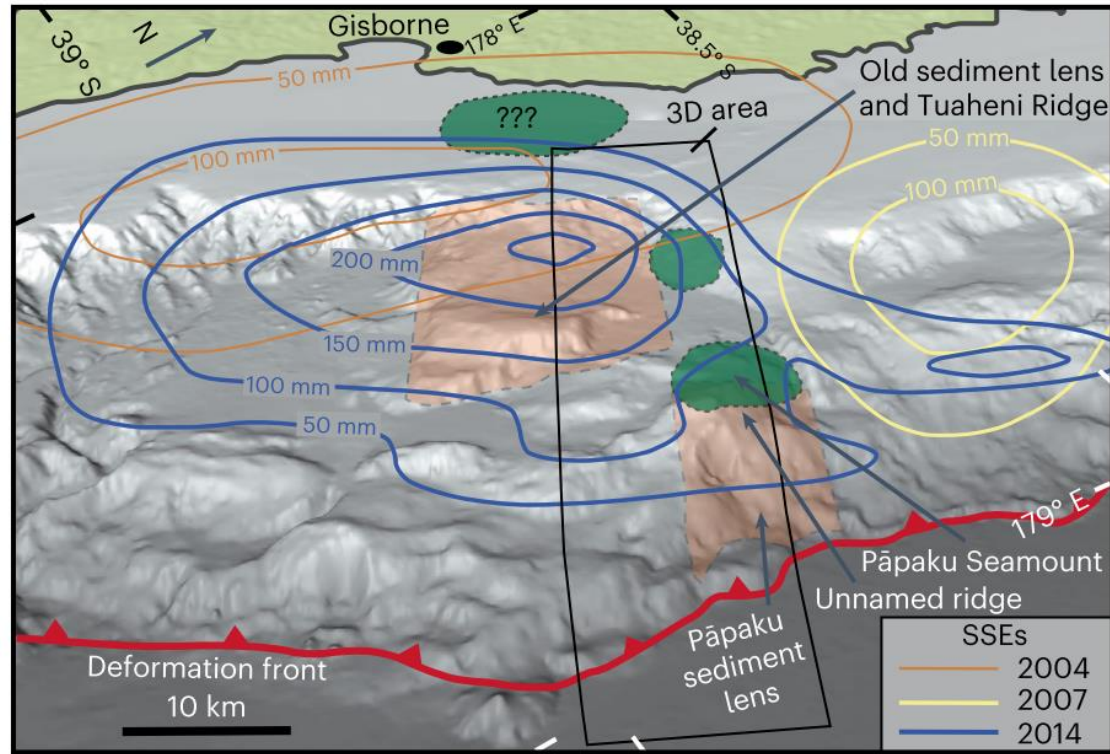 39° S
N
Gisborne
178° E
38.5° S
50 mm
???
3D area
Old sediment lens
and Tuaheni Ridge
100 mm
50 mm
100 mm
200 mm
150 mm
100 mm
50 mm
179° E
Pāpaku Seamount
Unnamed ridge
Pāpaku
sediment
lens
Deformation front
10 km
SSEs
2004
2007
2014